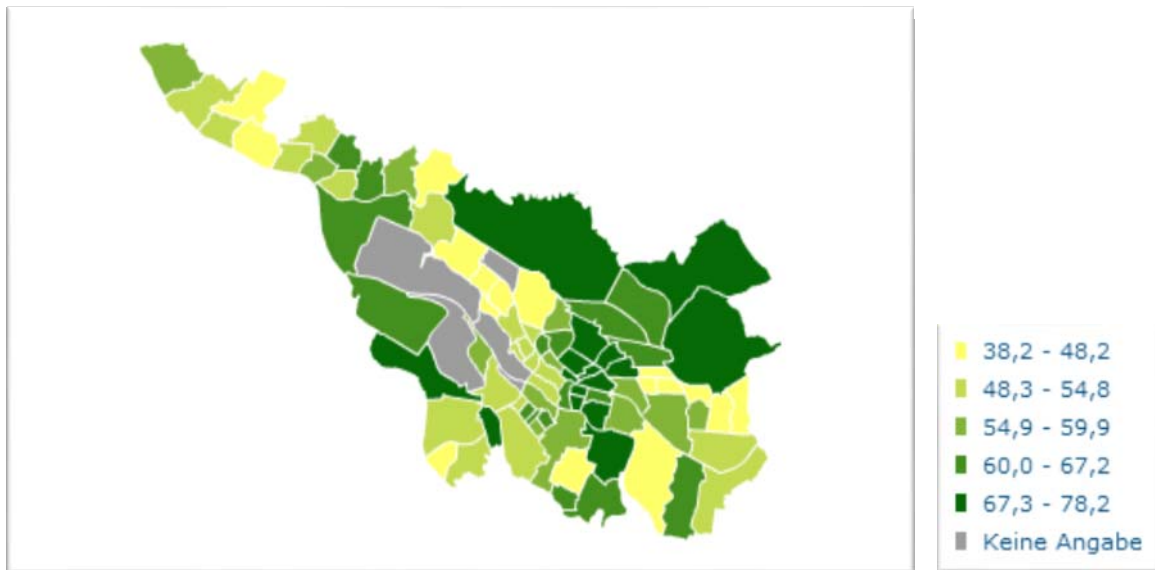 38,2 - 48,2
48,3 - 54,8
54,9 - 59,9
60,0 - 67,2
67,3 - 78,2
Keine Angabe